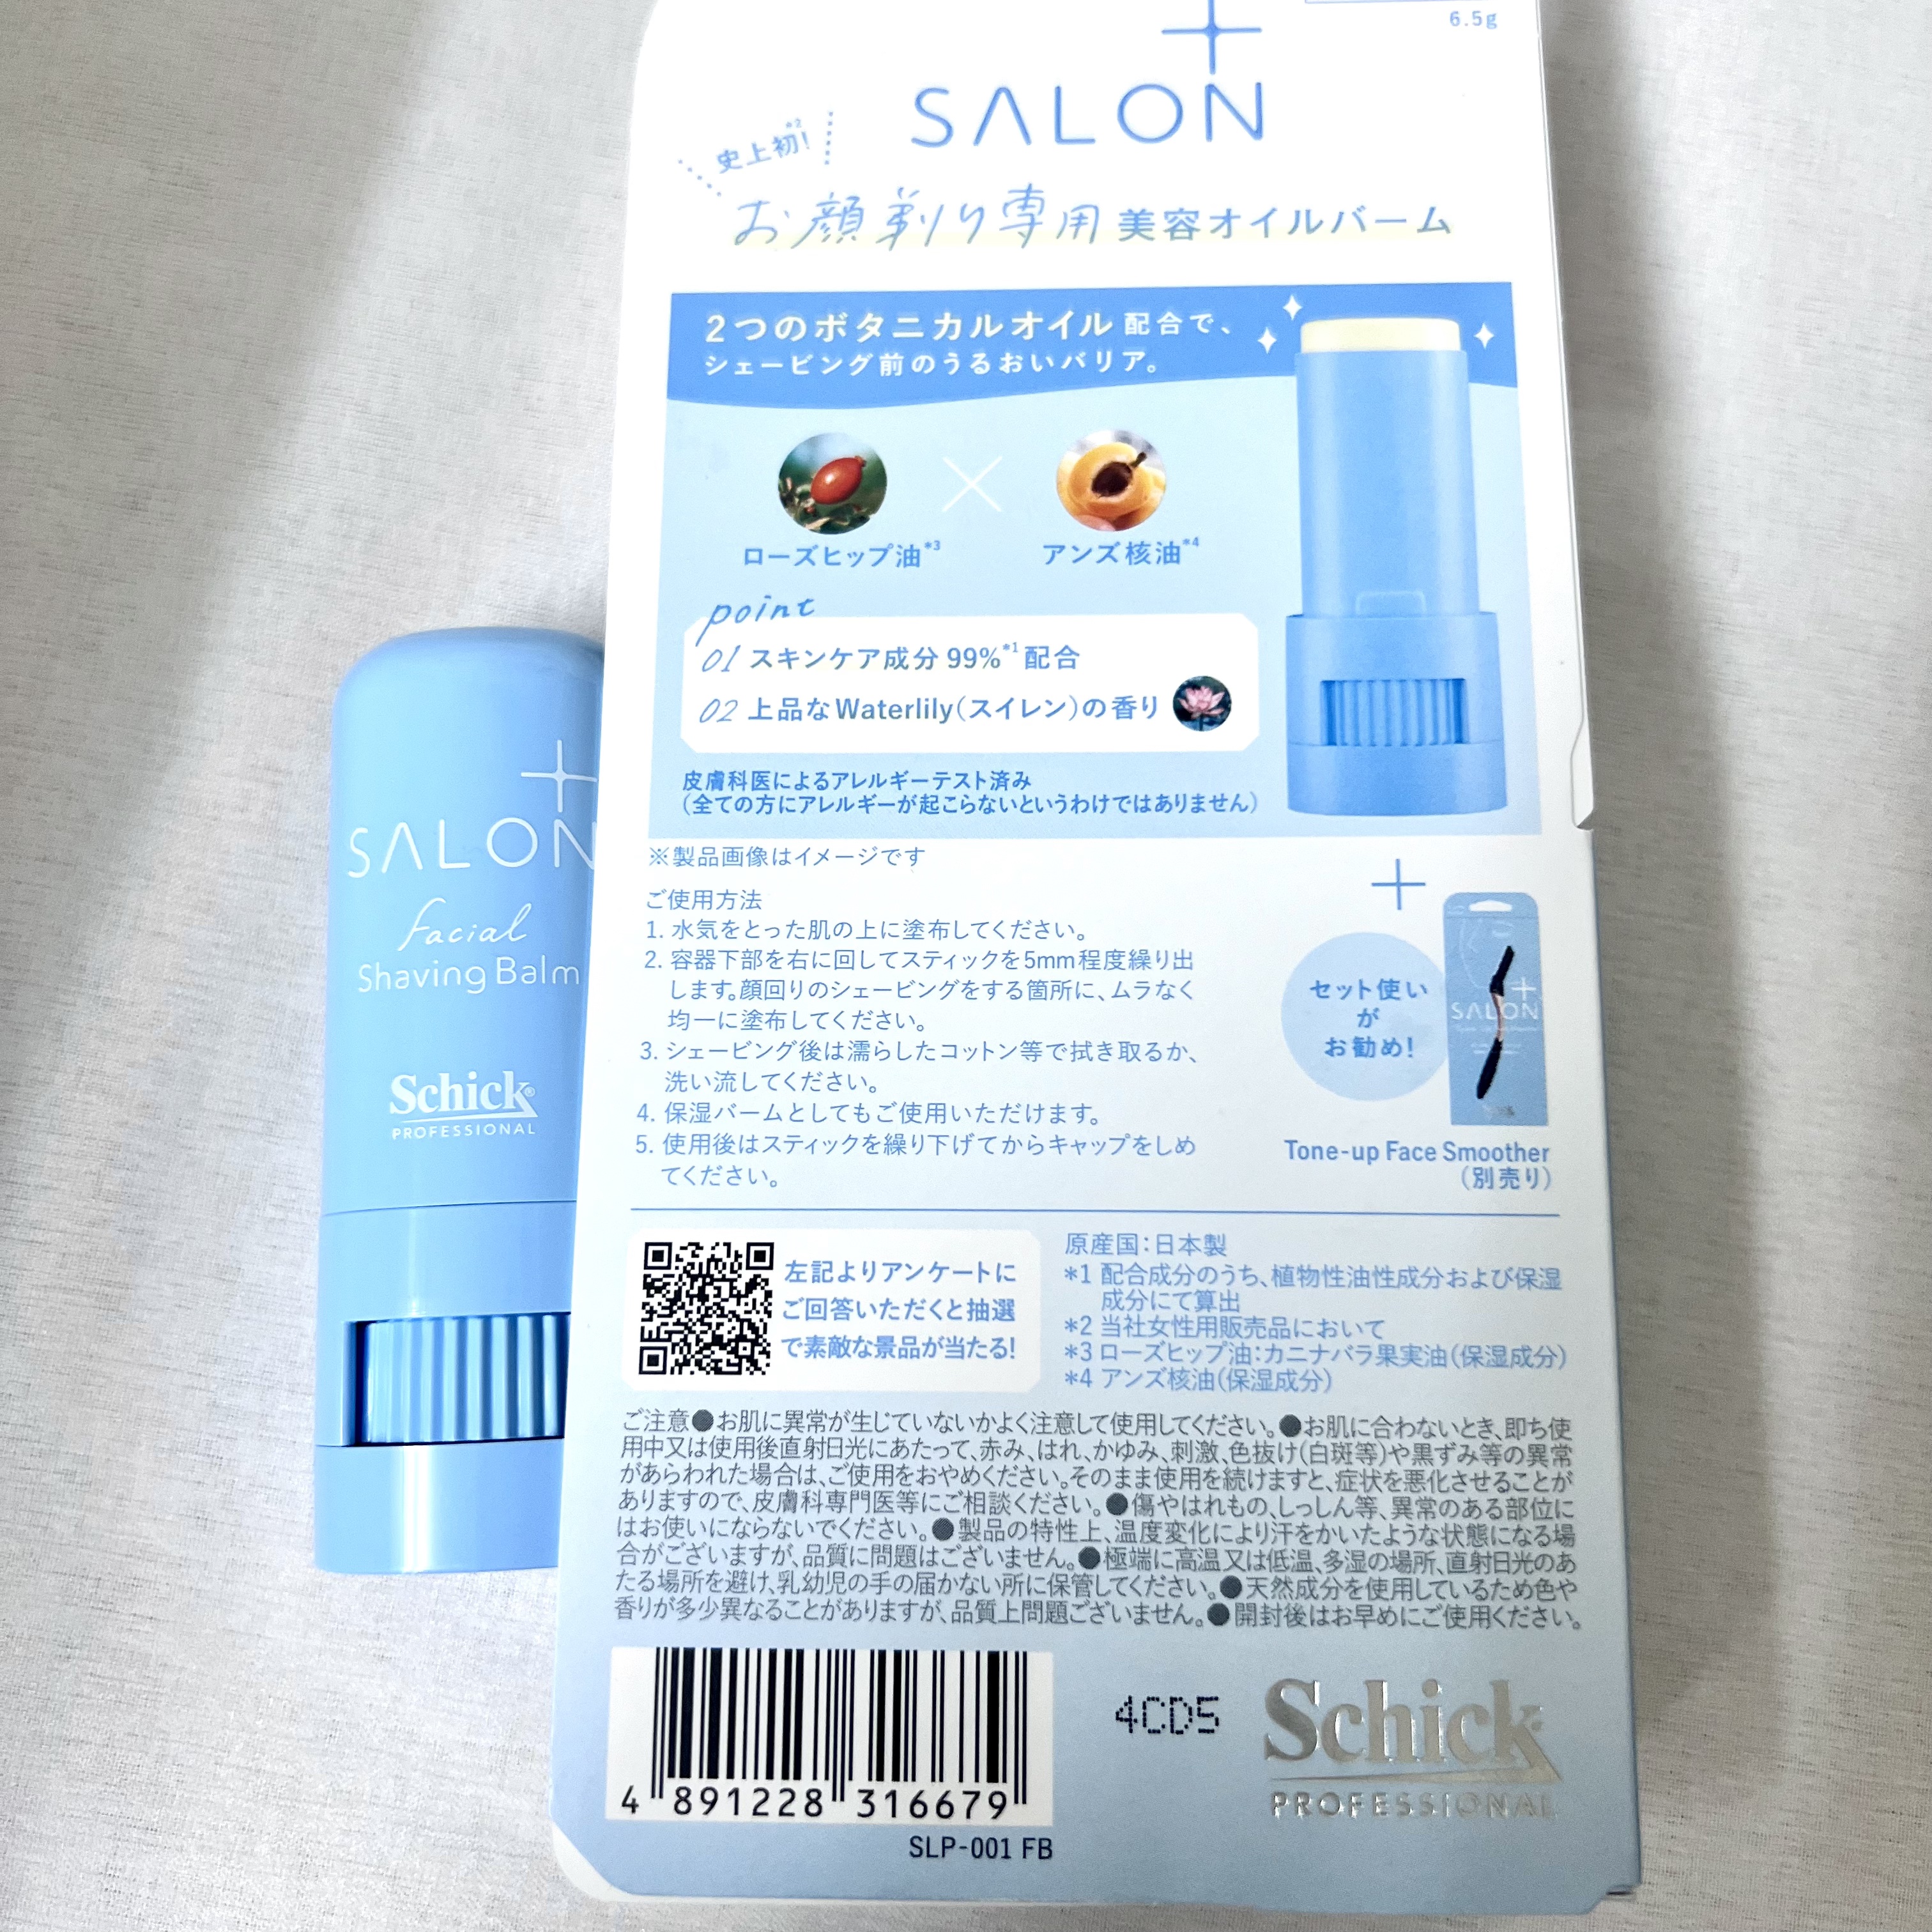 6.5g
SALON
史上初!*2
お顔剃り専用美容オイルバーム
2つのボタニカルオイル配合で、
シェービング前のうるおいバリア。
ローズヒップ油*3
アンズ核油*4
point
01 スキンケア成分99%*1配合
02 上品なWaterlily(スイレン)の香り
皮膚科医によるアレルギーテスト済み
(全ての方にアレルギーが起こらないというわけではありません)
※製品画像はイメージです
ご使用方法
1. 水気をとった肌の上に塗布してください。
2. 容器下部を右に回してスティックを5mm程度繰り出
します。顔回りのシェービングをする箇所に、ムラなく
均一に塗布してください。
3. シェービング後は濡らしたコットン等で拭き取るか、
洗い流してください。
4. 保湿バームとしてもご使用いただけます。
5. 使用後はスティックを繰り下げてからキャップをしめ
てください。
セット使い
が
お勧め!
SALON
Tone-up Face Smoother
(別売り)
左記よりアンケートに
ご回答いただくと抽選
で素敵な景品が当たる!
原産国:日本製
*1 配合成分のうち、植物性油性成分および保湿
成分にて算出
*2 当社女性用販売品において
*3 ローズヒップ油:カニナバラ果実油(保湿成分)
*4 アンズ核油(保湿成分)
ご注意●お肌に異常が生じていないかよく注意して使用してください。●お肌に合わないとき、即ち使
用中又は使用後直射日光にあたって、赤み、はれ、かゆみ、刺激、色抜け(白斑等)や黒ずみ等の異常
があらわれた場合は、ご使用をおやめください。そのまま使用を続けますと、症状を悪化させることが
ありますので、皮膚科専門医等にご相談ください。●傷やはれもの、しっしん等、異常のある部位に
はお使いにならないでください。●製品の特性上、温度変化により汗をかいたような状態になる場
合がございますが、品質に問題はございません。●極端に高温又は低温、多湿の場所、直射日光のあ
たる場所を避け、乳幼児の手の届かない所に保管してください。●天然成分を使用しているため色や
香りが多少異なることがありますが、品質上問題ございません。●開封後はお早めにご使用ください。
4 891228 316679
SLP-001 FB
4CD5
Schick
PROFESSIONAL
SALON
facial
Shaving Balm
Schick
PROFESSIONAL